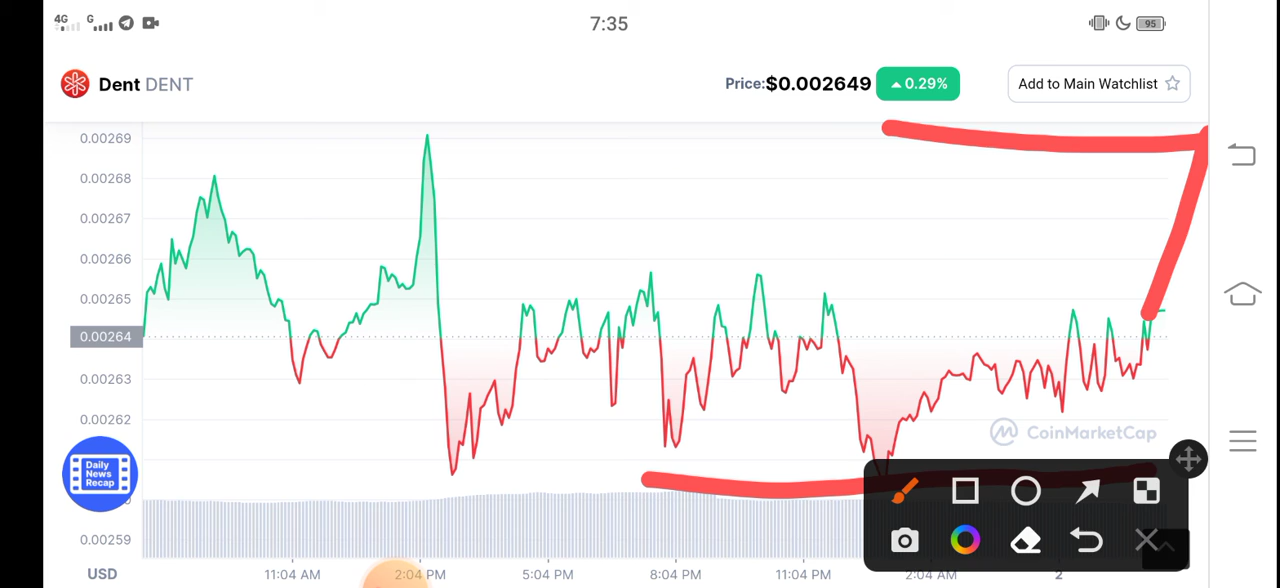 4G G 7:35 95
Dent DENT Price:$0.002649 0.29% Add to Main Watchlist
0.00269
0.00268
0.00267
0.00266
0.00265
0.00264
0.00263
0.00262
CoinMarketCap
Daily
News
Recap
0.00259
USD 11:04 AM 2:04 PM 5:04 PM 8:04 PM 11:04 PM 2:04 AM 2